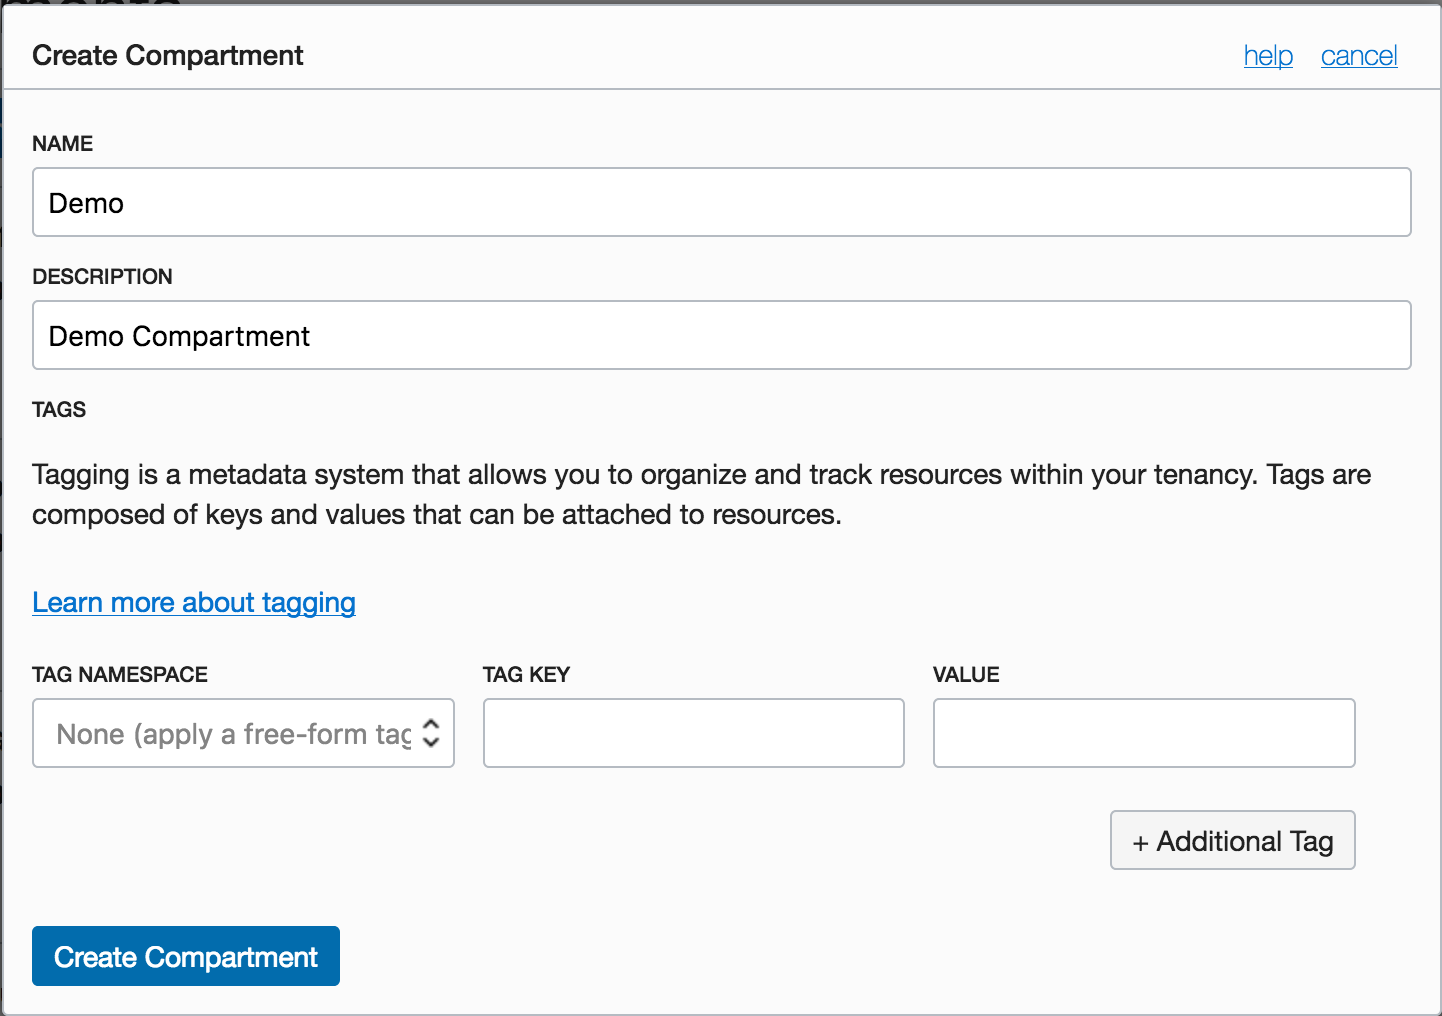 Create Compartment help cancel
NAME
Demo
DESCRIPTION
Demo Compartment
TAGS
Tagging is a metadata system that allows you to organize and track resources within your tenancy. Tags are
composed of keys and values that can be attached to resources.
Learn more about tagging
TAG NAMESPACE TAG KEY VALUE
None (apply a free-form tag
+ Additional Tag
Create Compartment